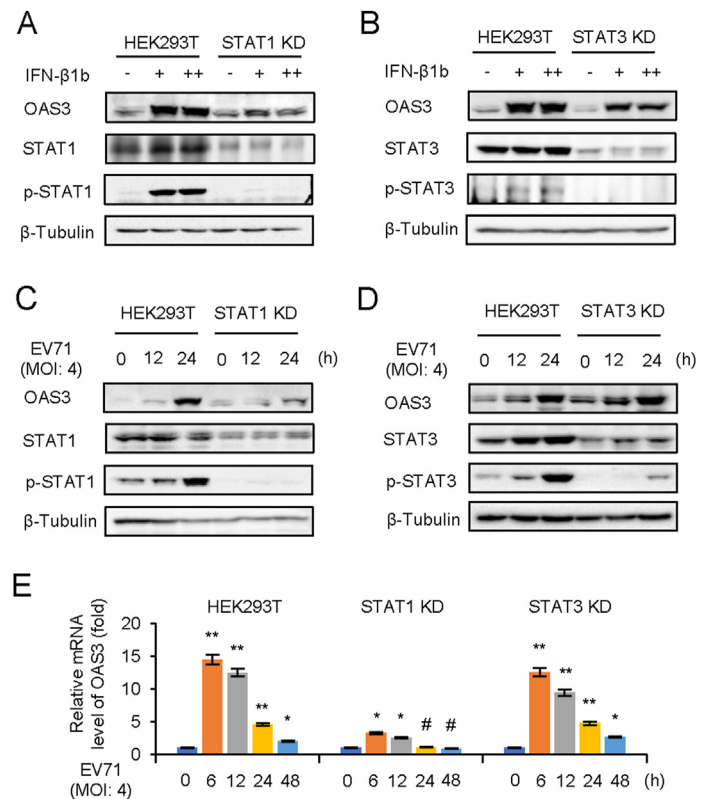 A
HEK293T STAT1 KD
IFN-β1b - + ++ - + ++
OAS3
STAT1
p-STAT1
β-Tubulin
B
HEK293T STAT3 KD
IFN-β1b - + ++ - + ++
OAS3
STAT3
p-STAT3
β-Tubulin
C
HEK293T STAT1 KD
EV71
(MOI: 4) 0 12 24 0 12 24 (h)
OAS3
STAT1
p-STAT1
β-Tubulin
D
HEK293T STAT3 KD
EV71
(MOI: 4) 0 12 24 0 12 24 (h)
OAS3
STAT3
p-STAT3
β-Tubulin
E
HEK293T STAT1 KD STAT3 KD
Relative mRNA
level of OAS3 (fold)
20
15
10
5
0
** ** ** *
* * # #
** ** ** *
EV71
(MOI: 4) 0 6 12 24 48 0 6 12 24 48 0 6 12 24 48 (h)